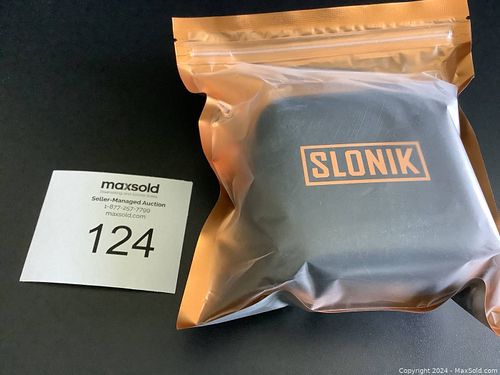 maxsold
Seller-Managed Auction
1-877-257-7799
maxsold.com
124
SLONIK
Copyright 2024 - MaxSold.com